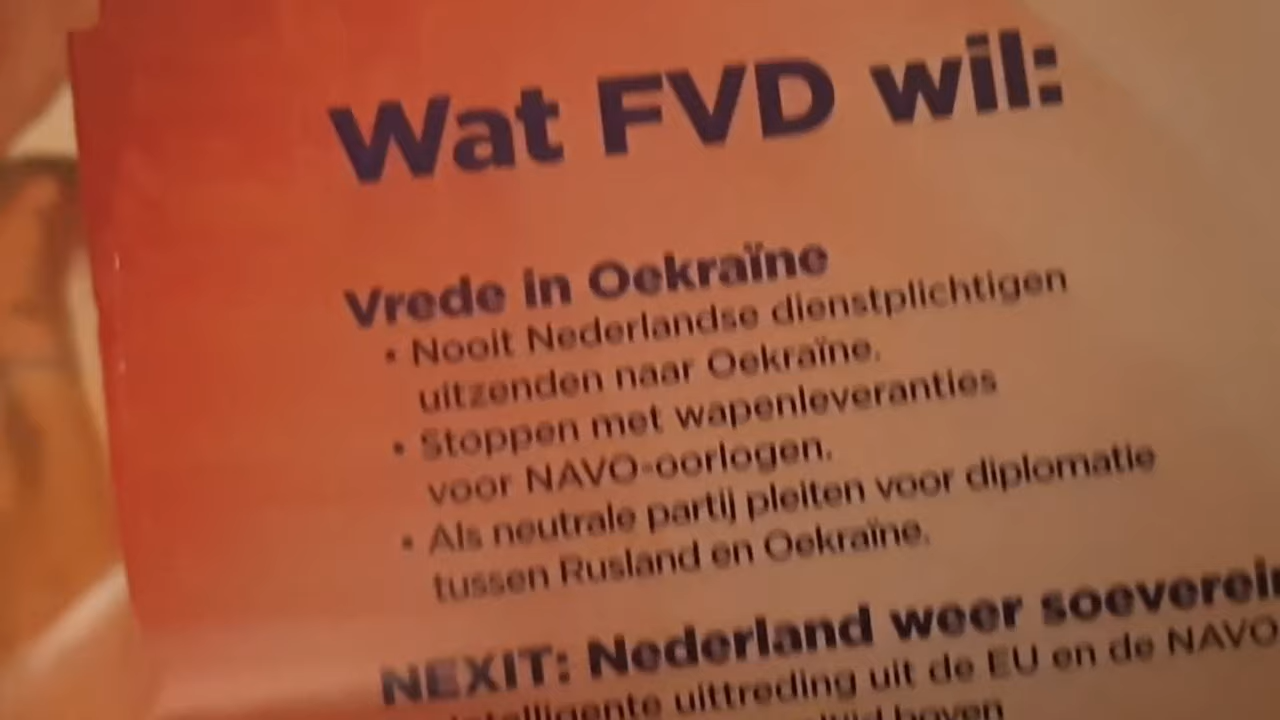 Wat FVD wil:
Vrede in Oekraïne
• Nooit Nederlandse dienstplichtigen
uitzenden naar Oekraïne.
• Stoppen met wapenleveranties
voor NAVO-oorlogen.
• Als neutrale partij pleiten voor diplomatie
tussen Rusland en Oekraïne.
NEXIT: Nederland weer
uittreding uit de EU en de NAVO
boven